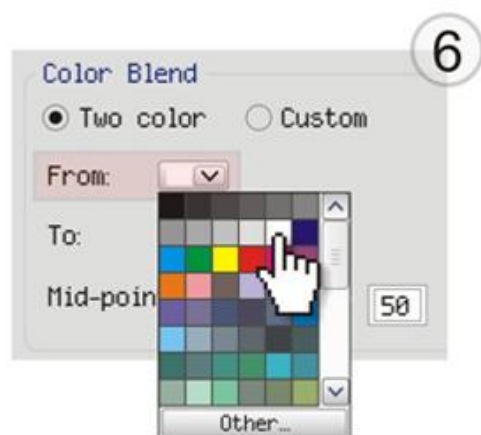 6
Color Blend
Two color Custom
From:
To:
Mid-poin 50
Other...